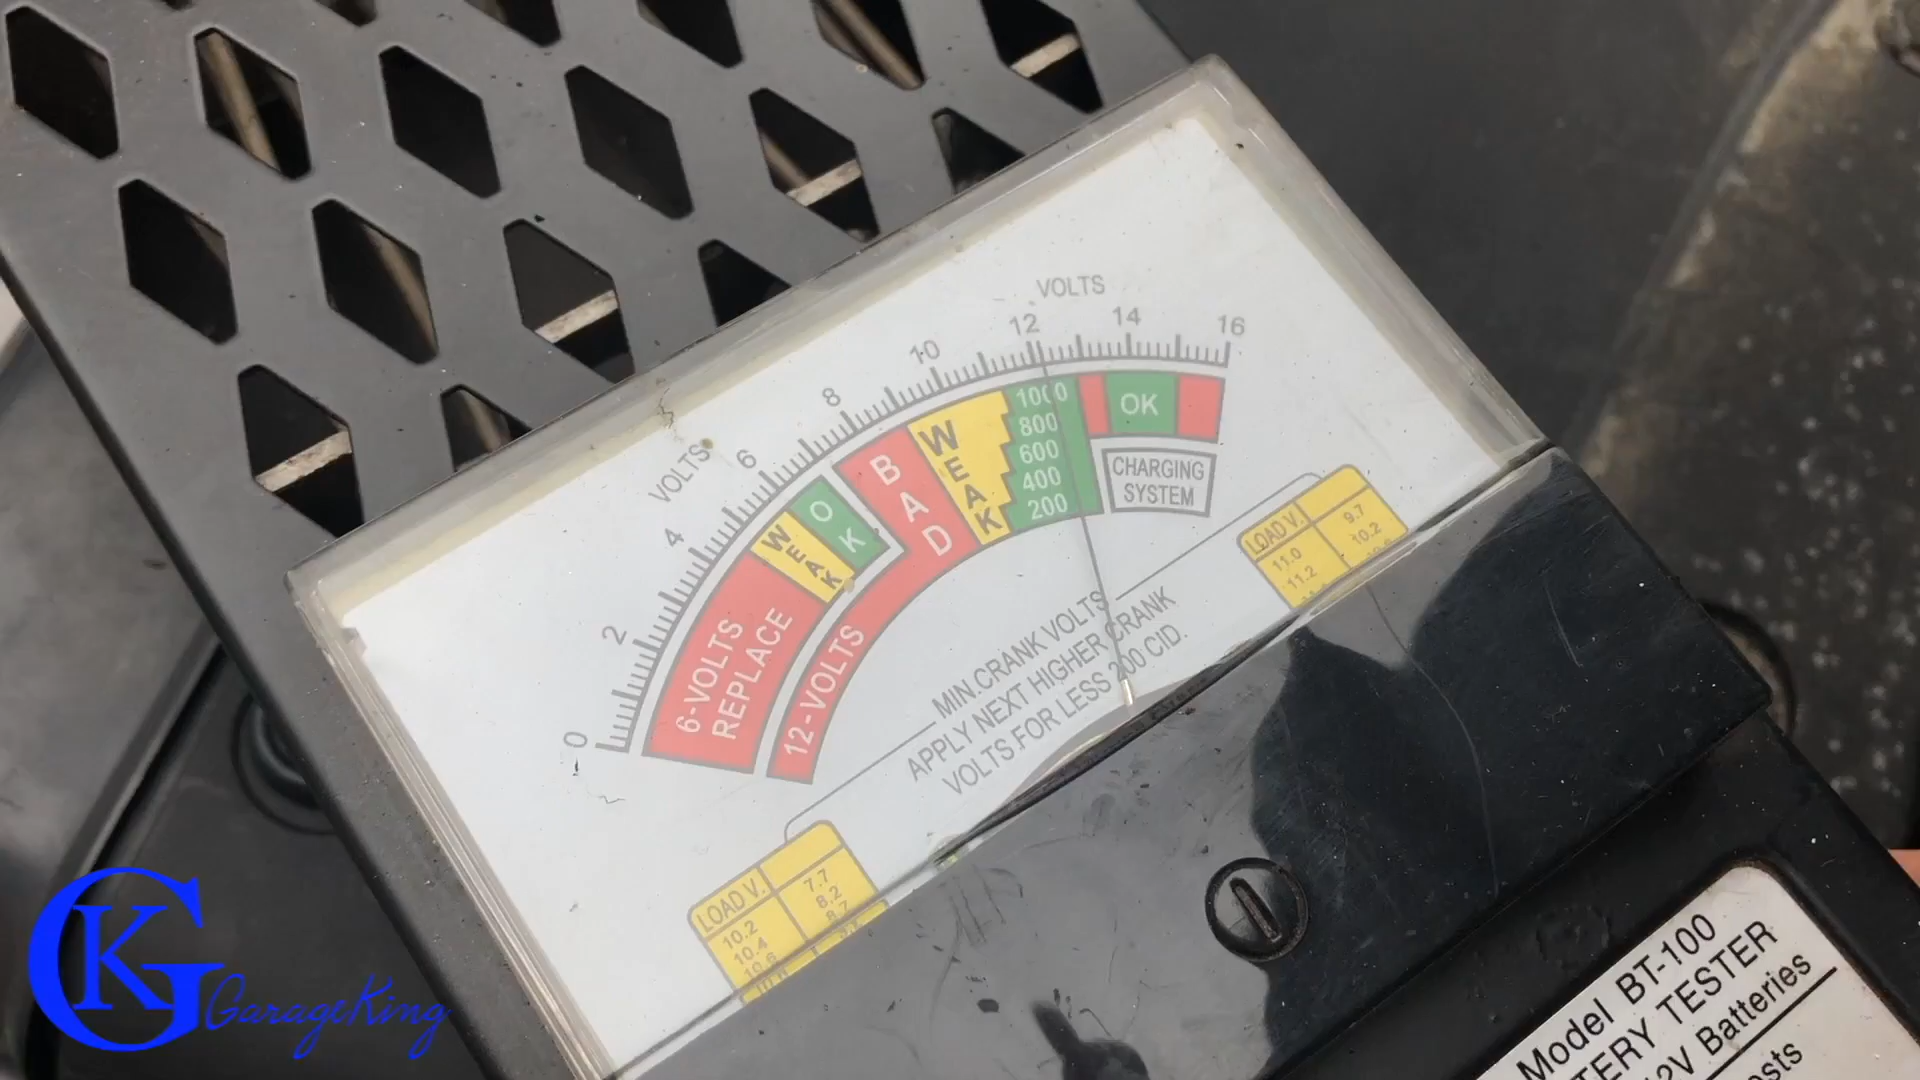 VOLTS
VOLTS
0 2 4 6 8 10 12 14 16
6-VOLTS
REPLACE
WEAK
OK
12-VOLTS
BAD
WEAK
1000
800
600
400
200
OK
CHARGING
SYSTEM
MIN.CRANK VOLTS
APPLY NEXT HIGHER CRANK
VOLTS FOR LESS 200 CID.
LOAD V.
9.7
11.0
10.2
11.2
LOAD V.
7.7
10.2
8.2
10.4
8.7
10.6
Model BT-100
TERY TESTER
12V Batteries
ests
GK
GarageKing